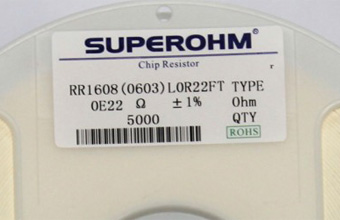 SUPEROHM®
Chip Resistor
r
RR1608(0603)L0R22FT TYPE
0E22 Ω ±1% Ohm
5000 QTY
ROHS